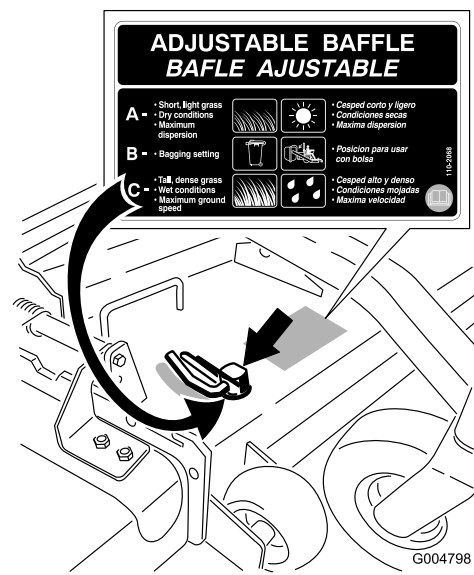 ADJUSTABLE BAFFLE
BAFLE AJUSTABLE
A - • Short, light grass
• Dry conditions
• Maximum
dispersion
• Cesped corto y ligero
• Condiciones secas
• Maxima dispersion
B - • Bagging setting
• Posicion para usar
con bolsa
C - • Tall, dense grass
• Wet conditions
• Maximum ground
speed
• Cesped alto y denso
• Condiciones mojadas
• Maxima velocidad
110-2068
G004798